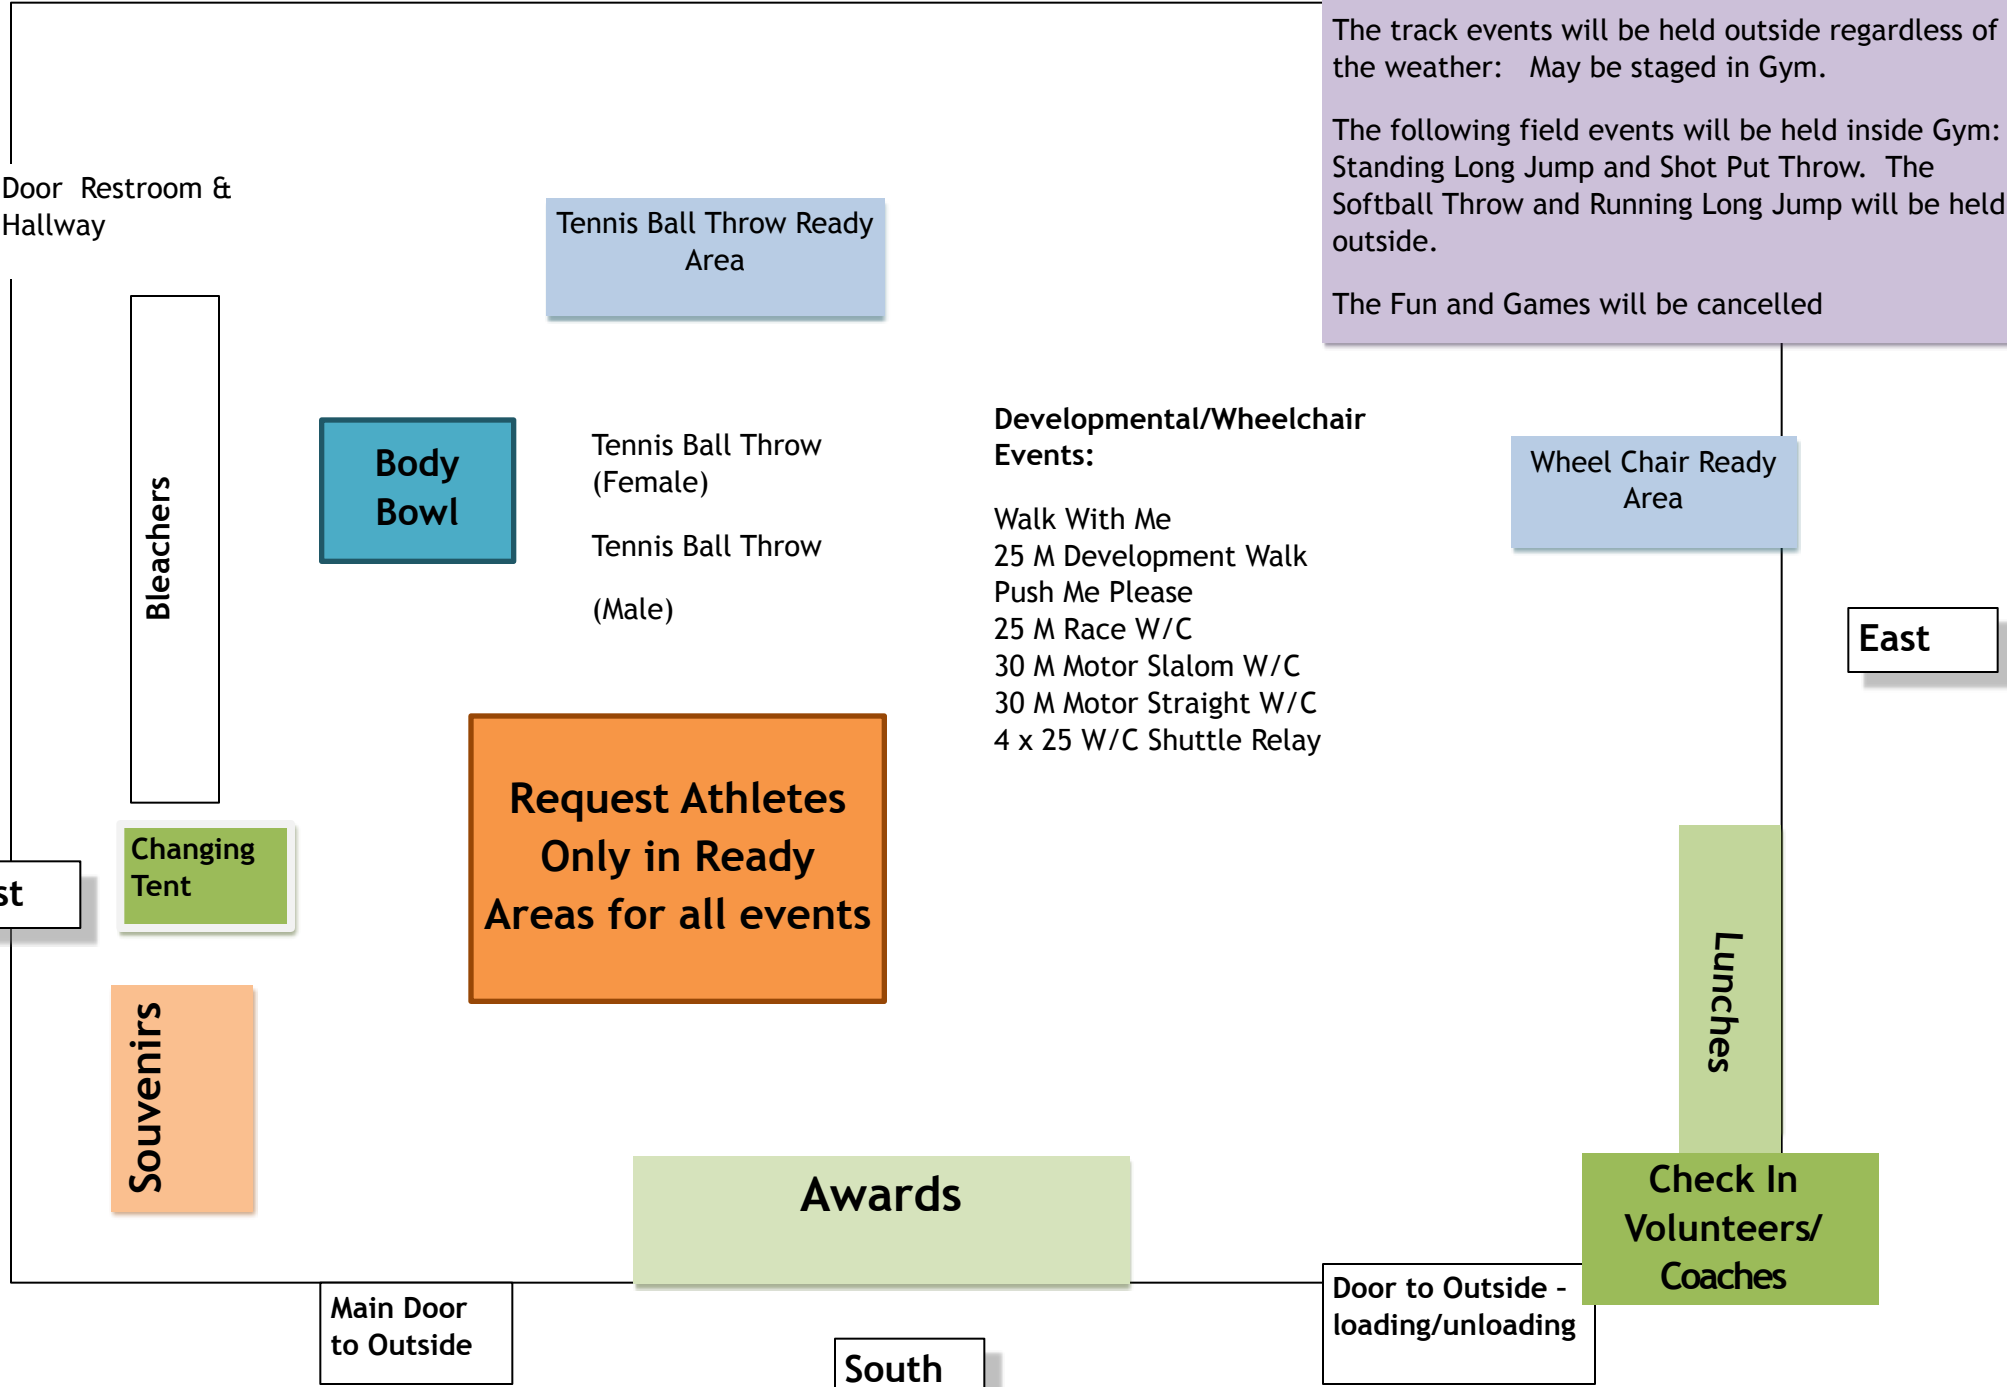 The track events will be held outside regardless of
the weather:   May be staged in Gym.
The following field events will be held inside Gym:
Standing Long Jump and Shot Put Throw.  The
Softball Throw and Running Long Jump will be held
outside.
The Fun and Games will be cancelled
Door  Restroom &
Hallway
Tennis Ball Throw Ready
Area
Bleachers
Body
Bowl
Tennis Ball Throw
(Female)
Tennis Ball Throw
(Male)
Developmental/Wheelchair
Events:
Walk With Me
25 M Development Walk
Push Me Please
25 M Race W/C
30 M Motor Slalom W/C
30 M Motor Straight W/C
4 x 25 W/C Shuttle Relay
Wheel Chair Ready
Area
East
Request Athletes
Only in Ready
Areas for all events
Changing
Tent
st
Souvenirs
Lunches
Awards
Check In
Volunteers/
Coaches
Main Door
to Outside
Door to Outside –
loading/unloading
South